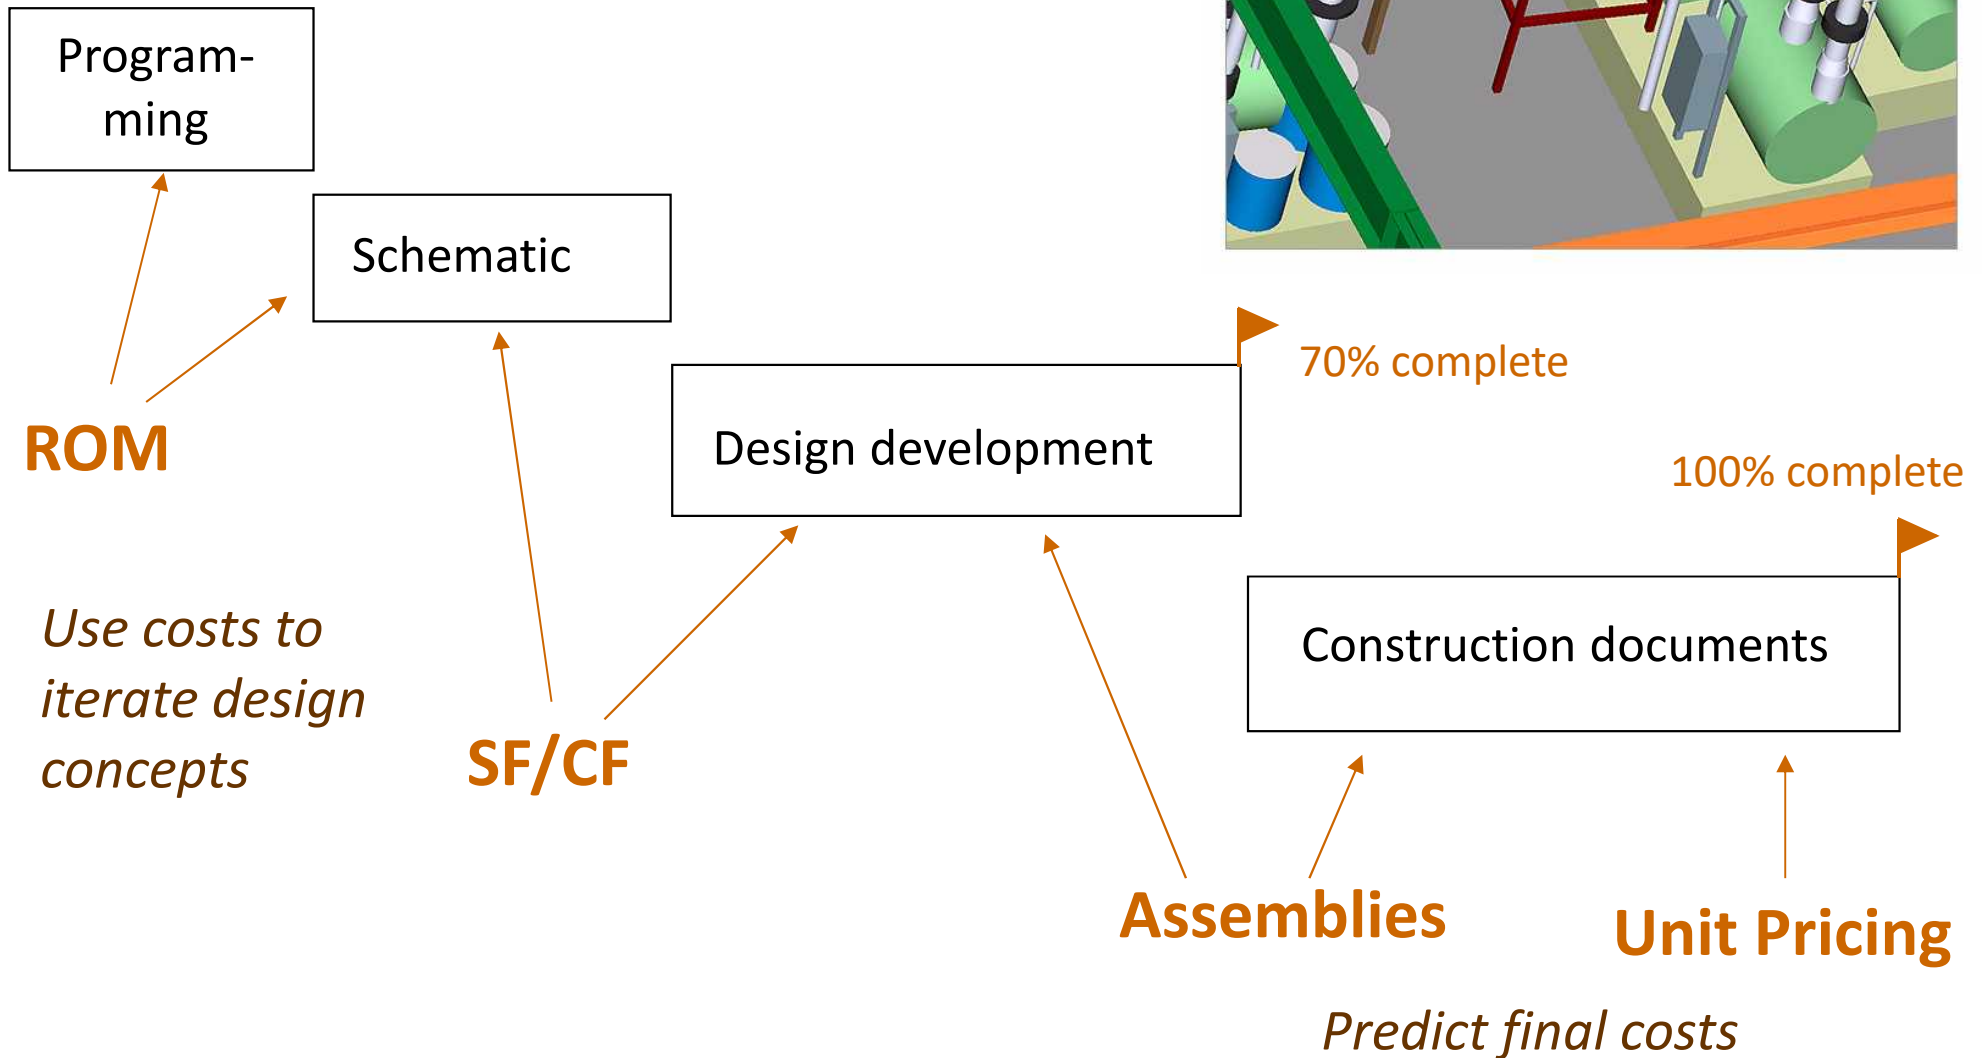 Program-
ming
Schematic
70% complete
ROM
Design development
100% complete
Use costs to
iterate design
concepts
Construction documents
SF/CF
Assemblies
Unit Pricing
Predict final costs